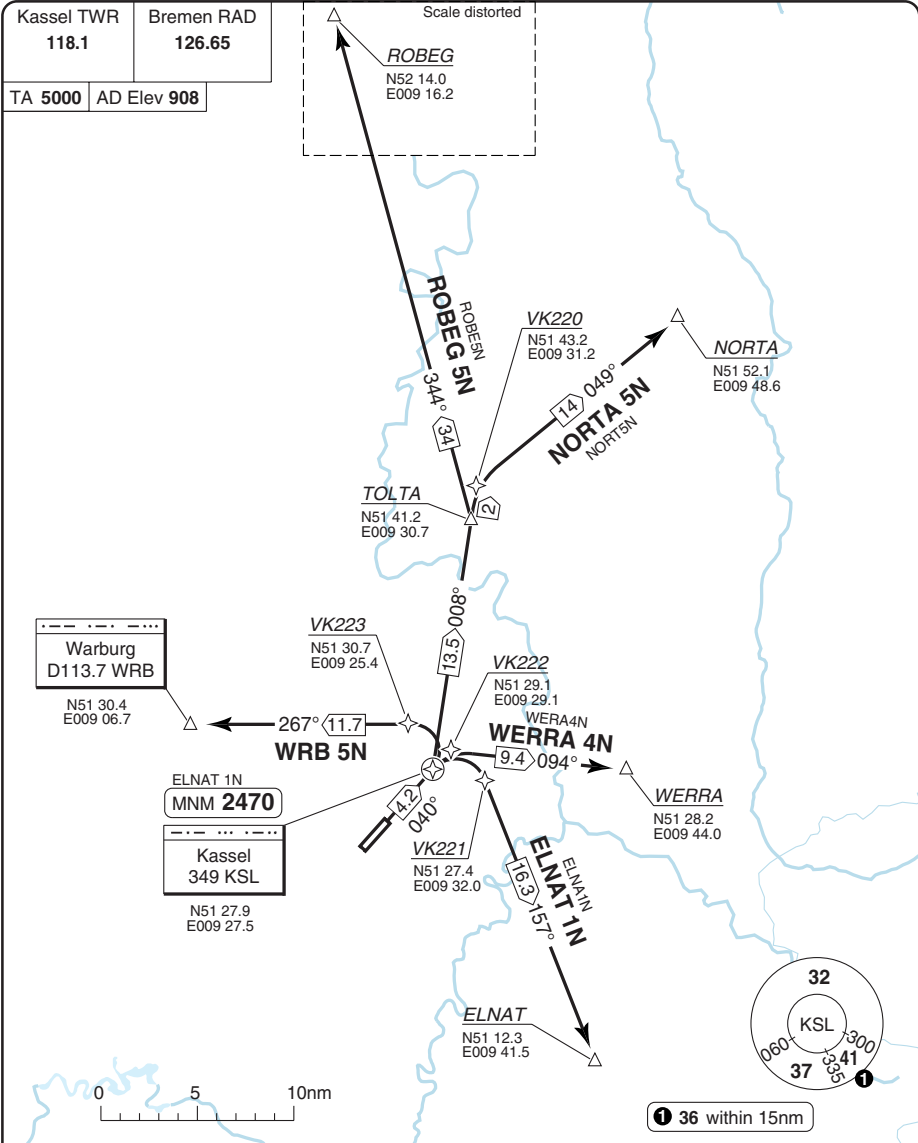 Kassel TWR
118.1
Bremen RAD
126.65
TA 5000
AD Elev 908
Scale distorted
ROBEG
N52 14.0
E009 16.2
ROBEG 5N
ROBE5N
344°
34
VK220
N51 43.2
E009 31.2
NORTA
N51 52.1
E009 48.6
14
049°
NORTA 5N
NORT5N
TOLTA
N51 41.2
E009 30.7
2
008°
13.5
VK223
N51 30.7
E009 25.4
VK222
N51 29.1
E009 29.1
Warburg
D113.7 WRB
N51 30.4
E009 06.7
267°
11.7
WRB 5N
WERA4N
WERRA 4N
9.4
094°
WERRA
N51 28.2
E009 44.0
ELNAT 1N
MNM 2470
Kassel
349 KSL
N51 27.9
E009 27.5
4.2
040°
VK221
N51 27.4
E009 32.0
ELNAT 1N
ELNA1N
16.3
157°
ELNAT
N51 12.3
E009 41.5
32
KSL
060
300
335
37
41
1
1 36 within 15nm
0 5 10nm